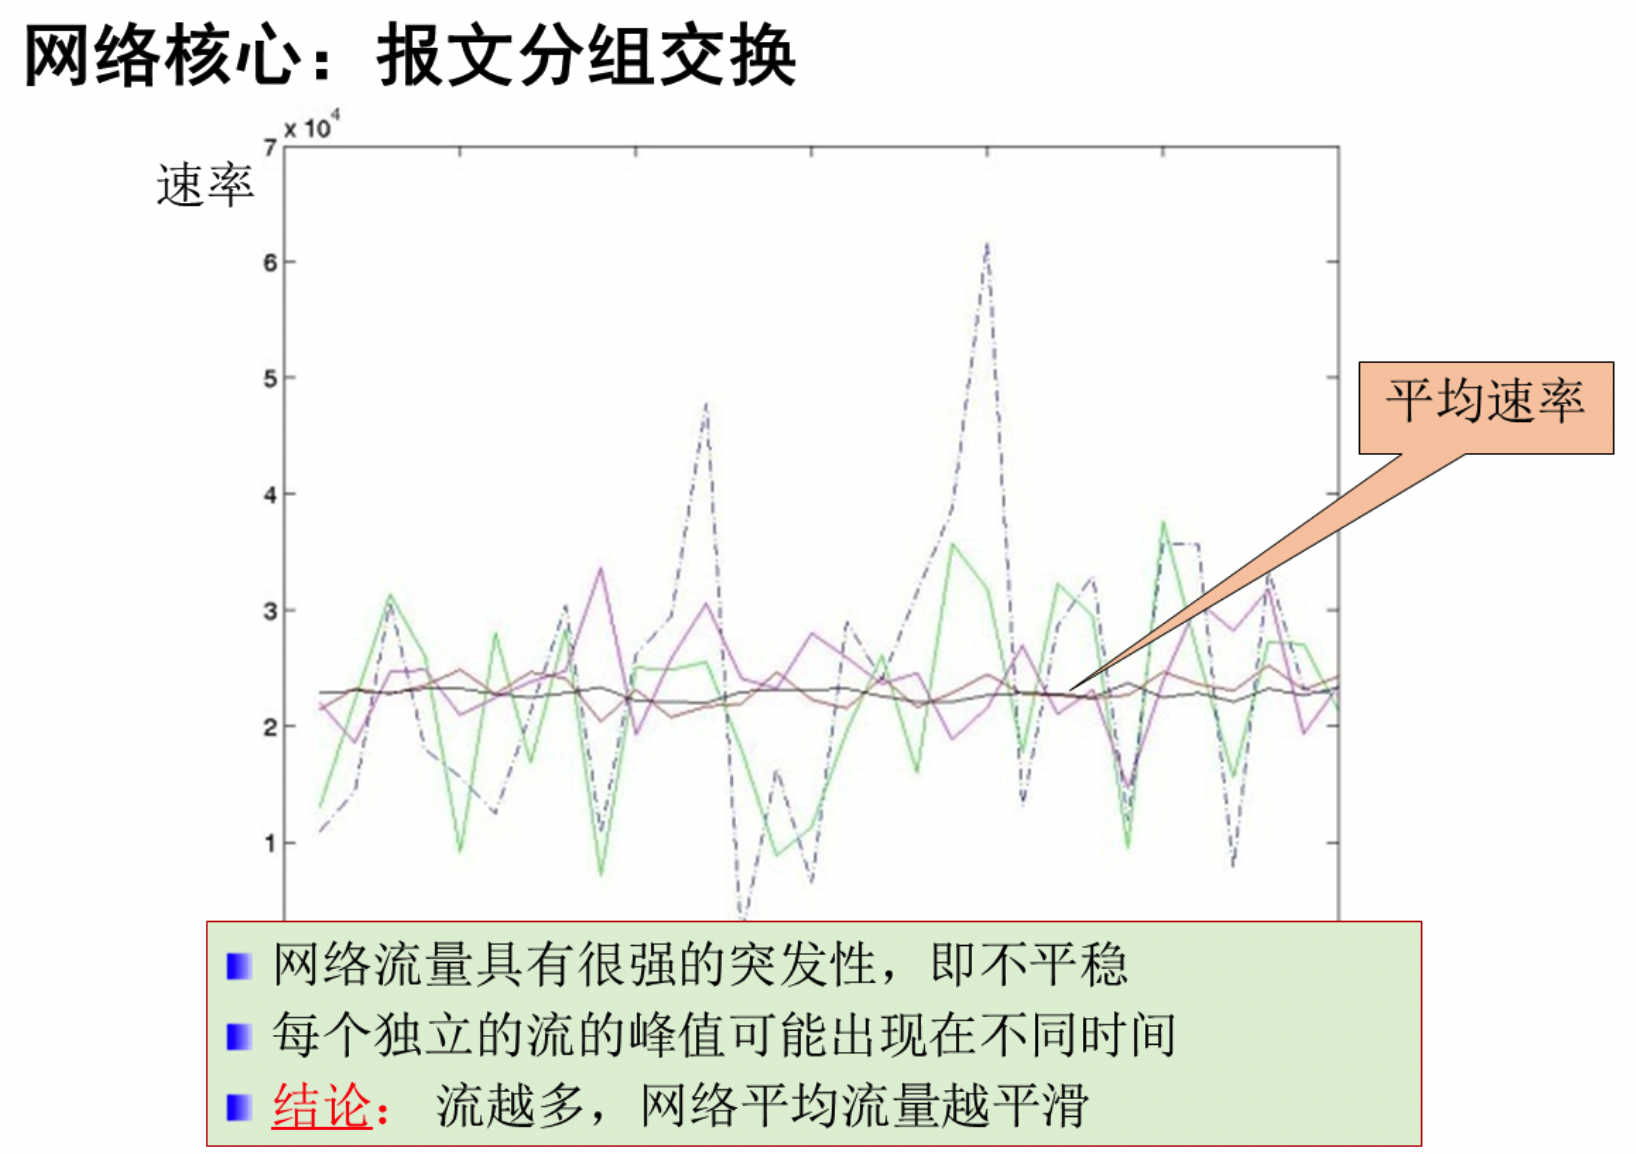 网络核心：报文分组交换
x 10⁴
速率
7
6
5
4
3
2
1
平均速率
网络流量具有很强的突发性，即不平稳
每个独立的流的峰值可能出现在不同时间
结论： 流越多，网络平均流量越平滑